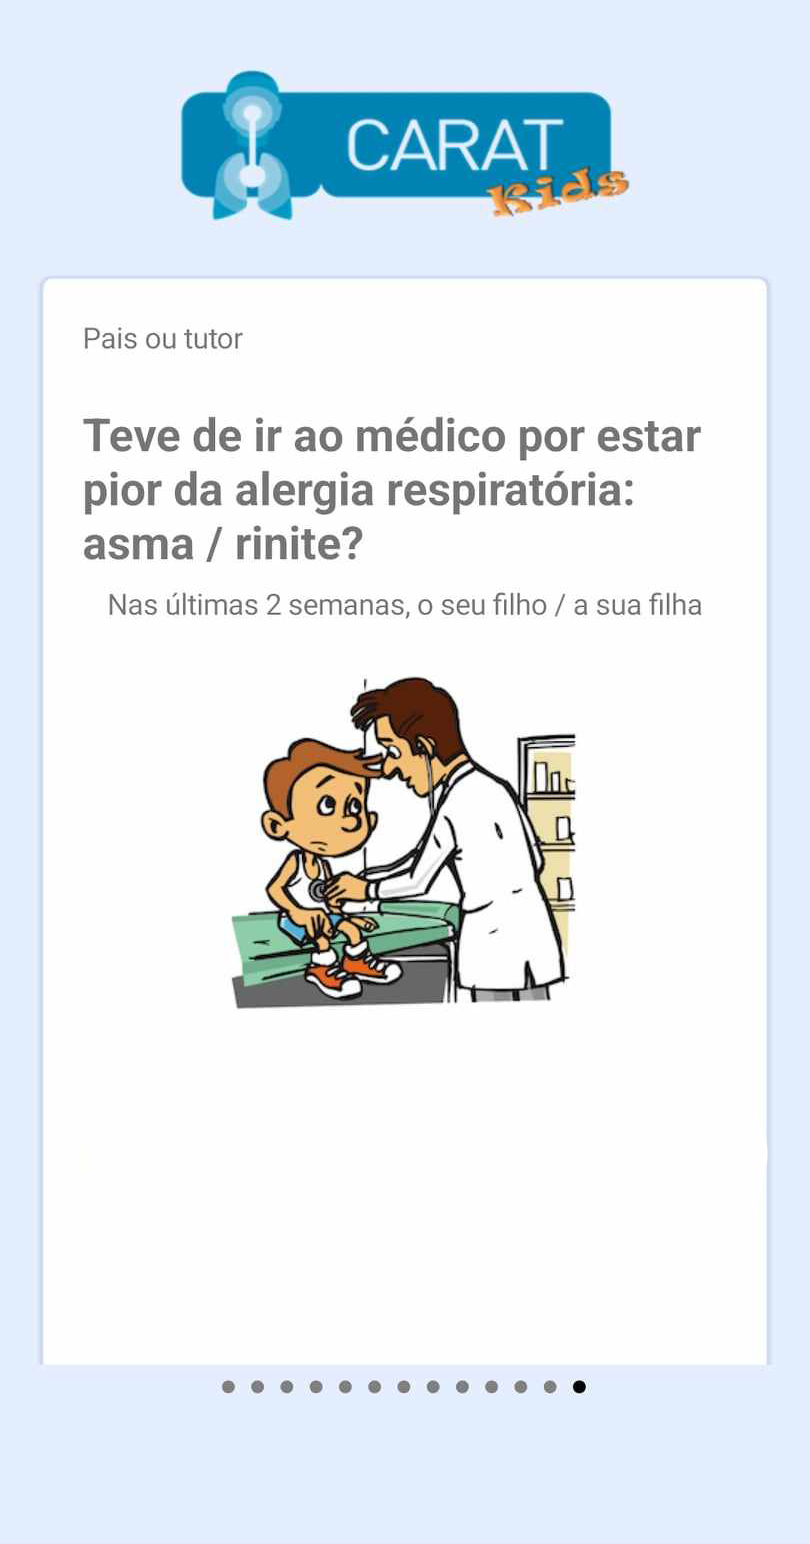 CARAT
Kids
Pais ou tutor
Teve de ir ao médico por estar
pior da alergia respiratória:
asma / rinite?
Nas últimas 2 semanas, o seu filho / a sua filha